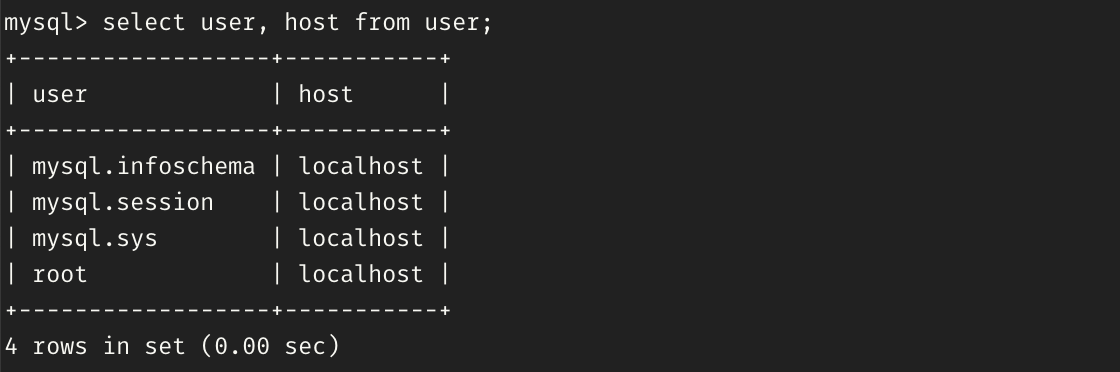 mysql> select user, host from user;
+------------------+-----------+
| user             | host      |
+------------------+-----------+
| mysql.infoschema | localhost |
| mysql.session    | localhost |
| mysql.sys        | localhost |
| root             | localhost |
+------------------+-----------+
4 rows in set (0.00 sec)